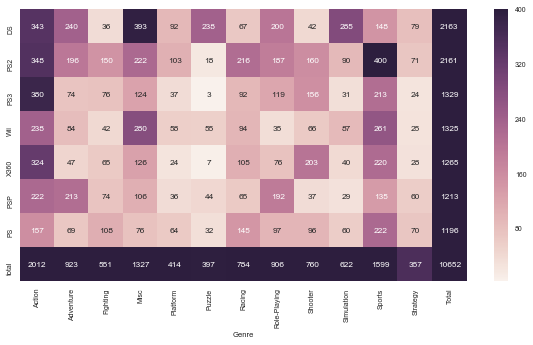 DS 343 240 36 393 92 238 67 200 42 285 148 79 2163
PS2 348 196 150 222 103 18 216 187 160 90 400 71 2161
PS3 380 74 76 124 37 3 92 119 156 31 213 24 1329
Wii 238 84 42 280 58 55 94 35 66 87 261 25 1325
X360 324 47 65 126 24 7 105 76 203 40 220 28 1265
PSP 222 213 74 106 36 44 65 192 37 29 135 60 1213
PS 157 69 108 76 64 32 145 97 96 60 222 70 1196
total 2012 923 551 1327 414 397 784 906 760 622 1599 357 10652
Action Adventure Fighting Misc Platform Puzzle Racing Role-Playing Shooter Simulation Sports Strategy Total
Genre
400
320
240
160
80